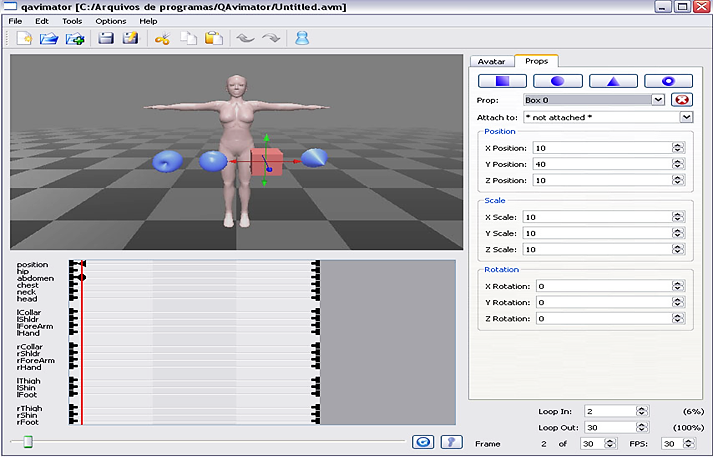 qavimator [C:/Arquivos de programas/QAvimator/Untitled.avm]
File Edt Tools Options Help
Avatar Props
Prop: Box 0
Attach to: * not attached *
Position
X Position: 10
Y Position: 40
Z Position: 10
Scale
X Scale: 10
Y Scale: 10
Z Scale: 10
Rotation
X Rotation: 0
Y Rotation: 0
Z Rotation: 0
position
hip
abdomen
chest
neck
head
lCollar
lShldr
lForeArm
lHand
rCollar
rShldr
rForeArm
rHand
lThigh
lShin
lFoot
rThigh
rShin
rFoot
Loop In: 2 (6%)
Loop Out: 30 (100%)
Frame 2 of 30 FPS: 30